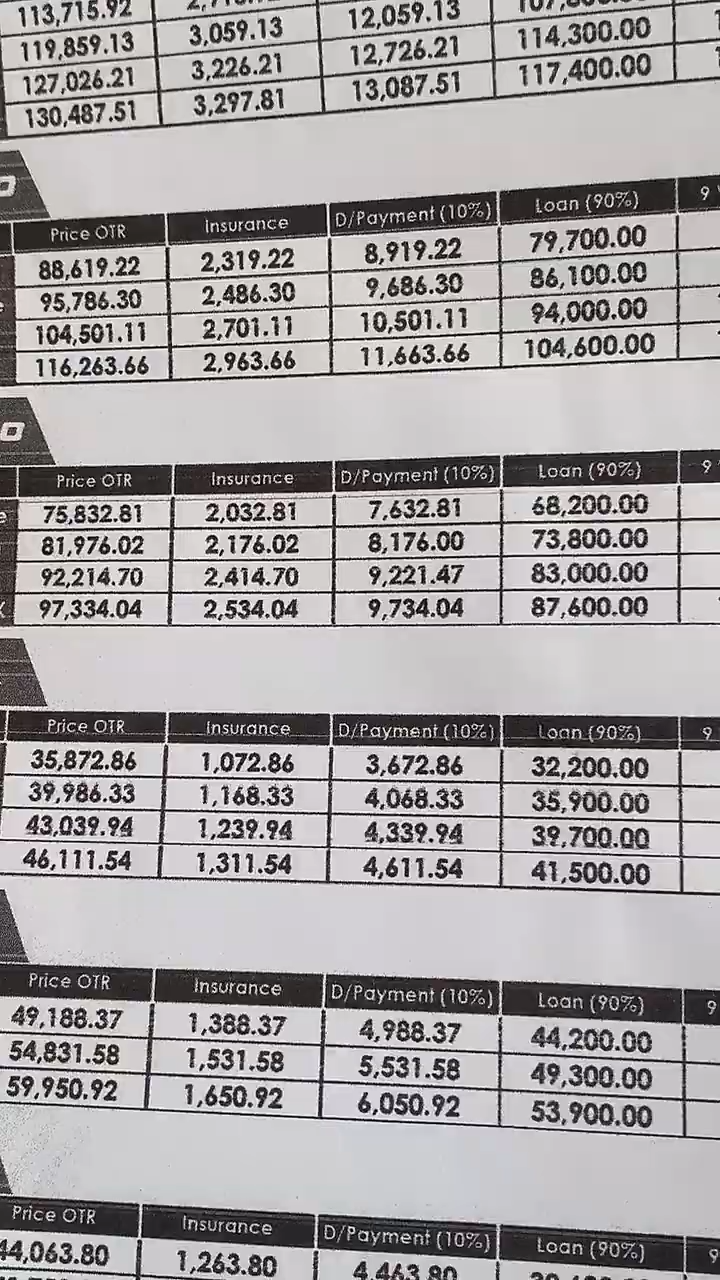 113,715.92 12,059.13
119,859.13 3,059.13 12,726.21 114,300.00
127,026.21 3,226.21 13,087.51 117,400.00
130,487.51 3,297.81
O
Price OTR Insurance D/Payment (10%) Loan (90%) 9
88,619.22 2,319.22 8,919.22 79,700.00
95,786.30 2,486.30 9,686.30 86,100.00
104,501.11 2,701.11 10,501.11 94,000.00
116,263.66 2,963.66 11,663.66 104,600.00
O
Price OTR Insurance D/Payment (10%) Loan (90%) 9
e 75,832.81 2,032.81 7,632.81 68,200.00
81,976.02 2,176.02 8,176.00 73,800.00
92,214.70 2,414.70 9,221.47 83,000.00
X 97,334.04 2,534.04 9,734.04 87,600.00
Price OTR Insurance D/Payment (10%) Loan (90%) 9
35,872.86 1,072.86 3,672.86 32,200.00
39,986.33 1,168.33 4,068.33 35,900.00
43,039.94 1,239.94 4,339.94 39,700.00
46,111.54 1,311.54 4,611.54 41,500.00
Price OTR Insurance D/Payment (10%) Loan (90%) 9
49,188.37 1,388.37 4,988.37 44,200.00
54,831.58 1,531.58 5,531.58 49,300.00
59,950.92 1,650.92 6,050.92 53,900.00
Price OTR Insurance D/Payment (10%) Loan (90%) 9
44,063.80 1,263.80 4,463.80